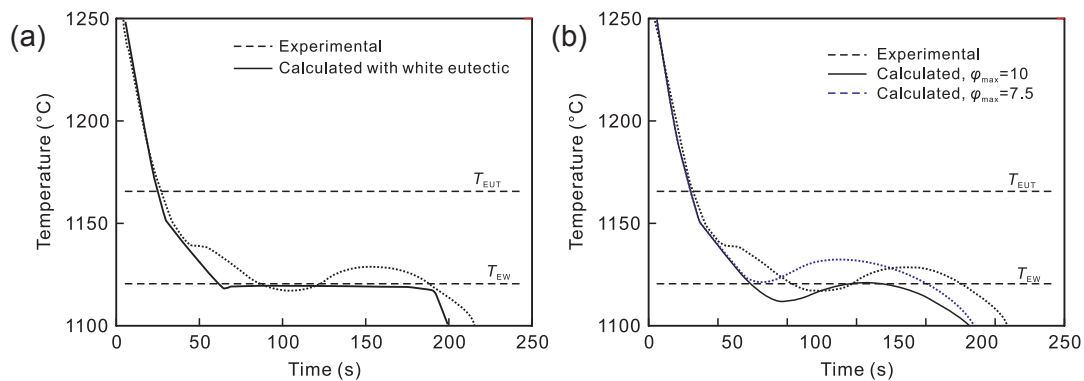 (a)
1250
1200
1150
1100
Temperature (°C)
0
50
100
150
200
250
Time (s)
Experimental
Calculated with white eutectic
T_EUT
T_EW
(b)
1250
1200
1150
1100
Temperature (°C)
0
50
100
150
200
250
Time (s)
Experimental
Calculated, φ_max=10
Calculated, φ_max=7.5
T_EUT
T_EW